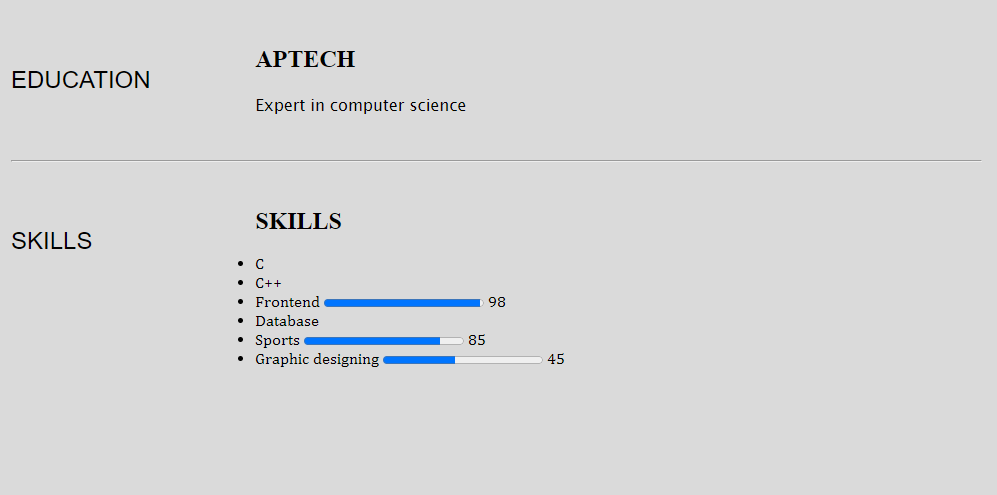 EDUCATION
APTECH
Expert in computer science
SKILLS
SKILLS
C
C++
Frontend 98
Database
Sports 85
Graphic designing 45